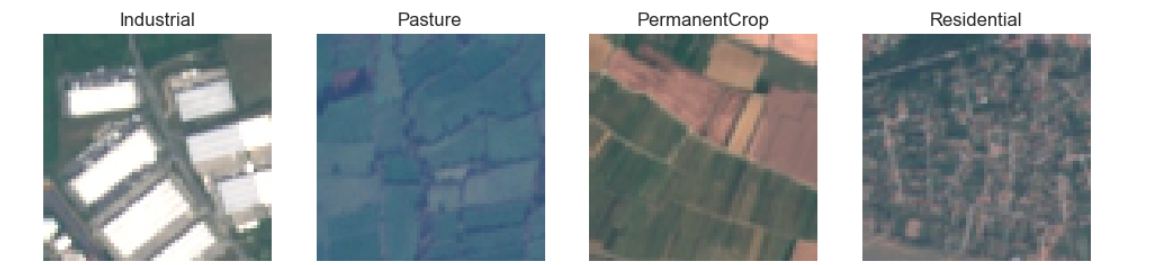 Industrial
Pasture
PermanentCrop
Residential